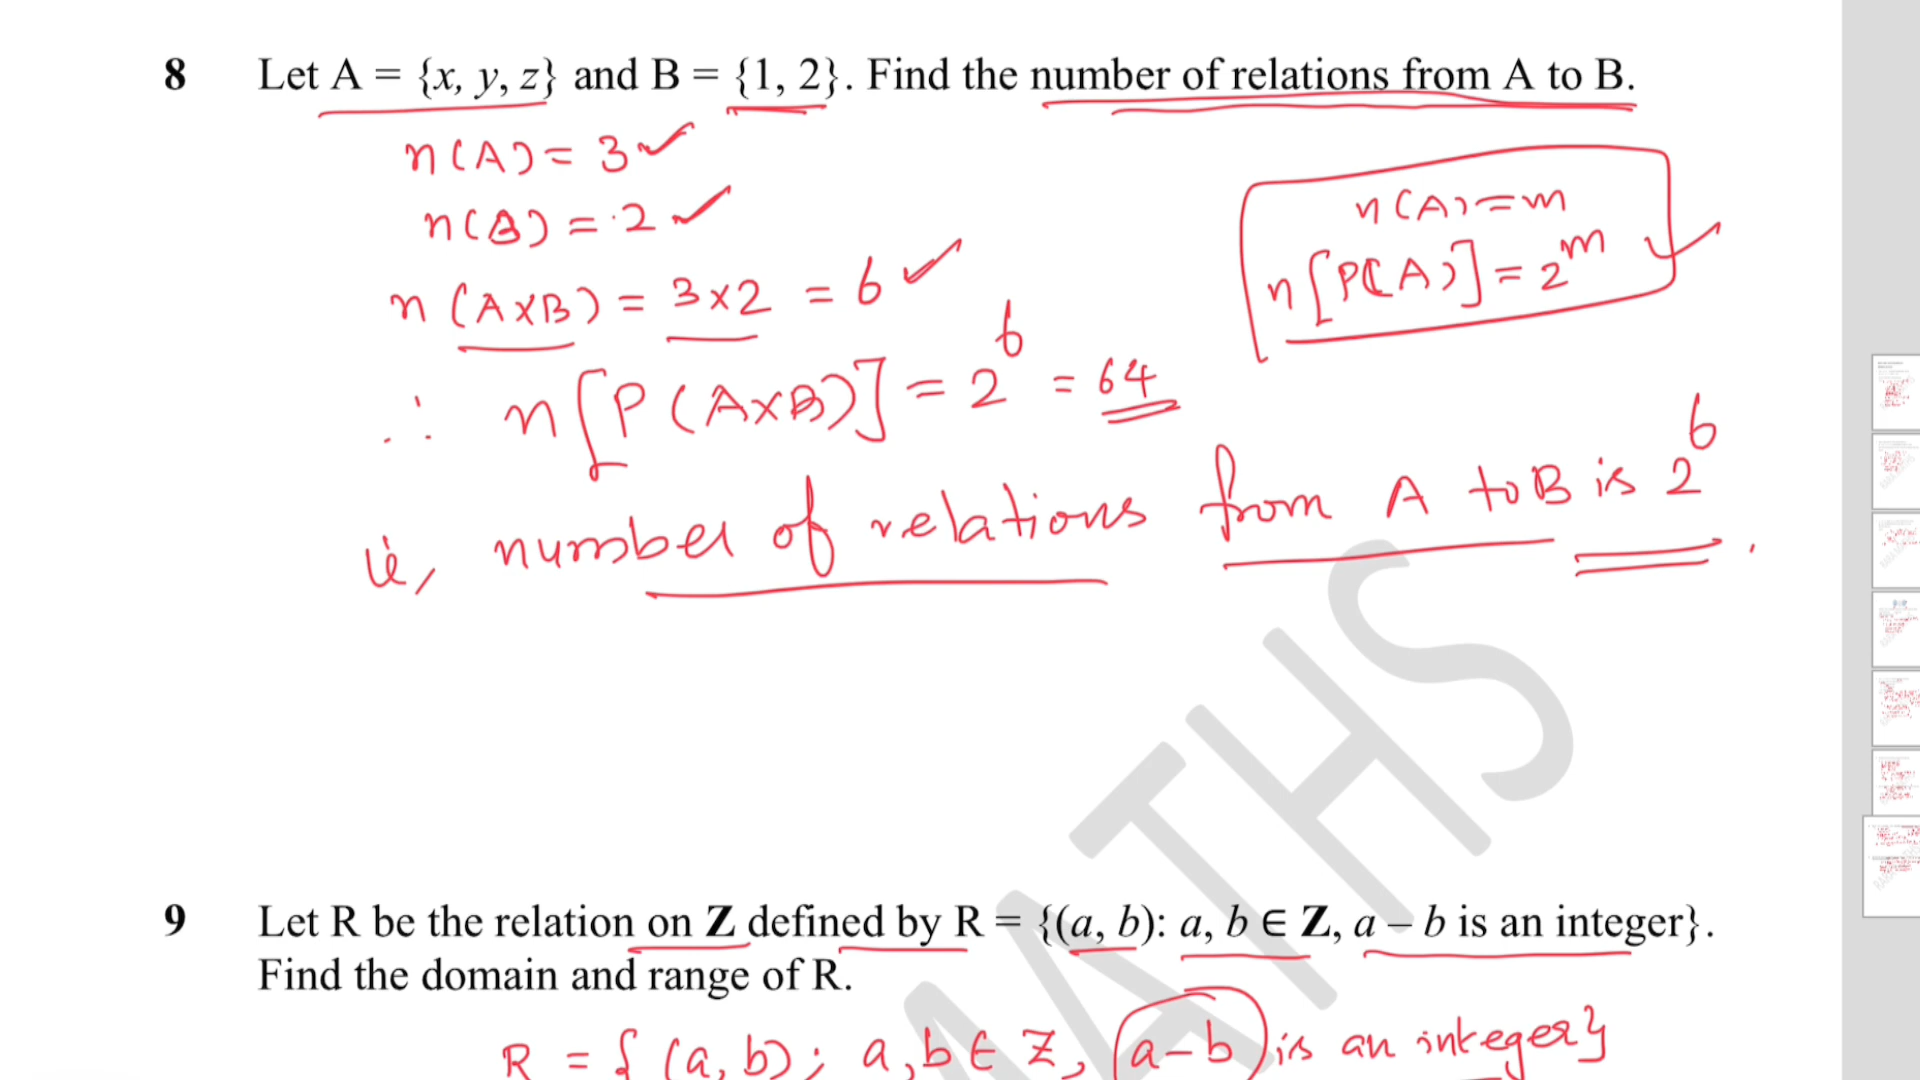 8 Let A = {x, y, z} and B = {1, 2}. Find the number of relations from A to B.
n(A) = 3 ✓
n(B) = 2 ✓
n(A×B) = 3×2 = 6 ✓
n(A) = m
n[P(A)] = 2^m ✓
∴ n[P(A×B)] = 2^6 = 64
ie, number of relations from A to B is 2^6.
MATHS
9 Let R be the relation on Z defined by R = {(a, b): a, b ∈ Z, a – b is an integer}.
Find the domain and range of R.
R = { (a, b); a, b ∈ Z, (a-b) is an integer}